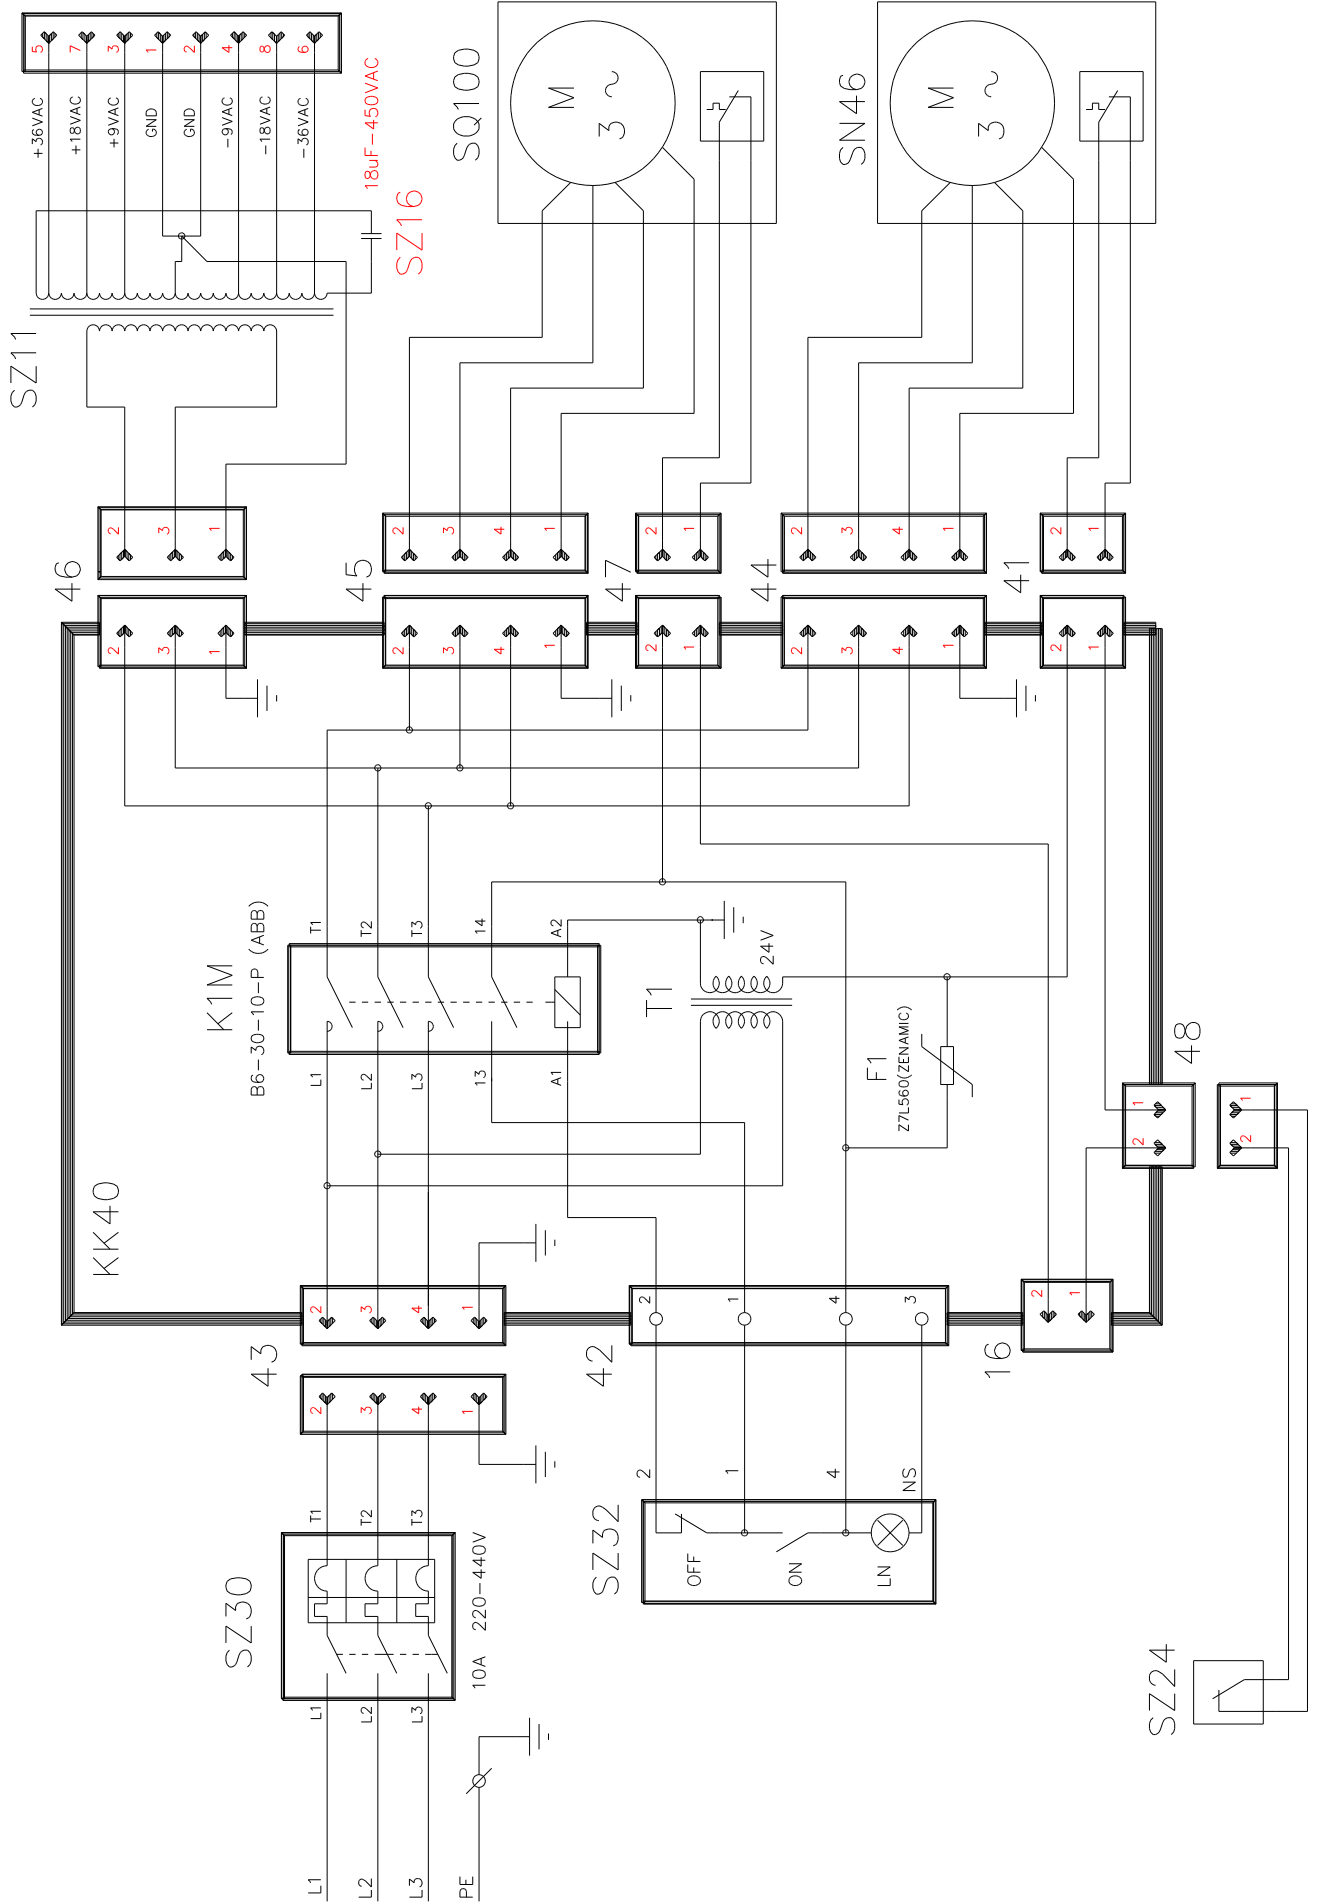 5 7 3 1 2 4 8 6
+36VAC
+18VAC
+9VAC
GND
GND
-9VAC
-18VAC
-36VAC
18uF-450VAC
SZ16
SZ11
SQ100
M
3 ~
SN46
M
3 ~
46
2 3 1
2 3 1
45
2 3 4 1
2 3 4 1
47
2 1
2 1
44
2 3 4 1
2 3 4 1
41
2 1
2 1
K1M
B6-30-10-P (ABB)
T1 T2 T3 14 A2
L1 L2 L3 13 A1
T1
24V
F1
Z7L560(ZENAMIC)
KK40
48
2 1
2 1
43
2 3 4 1
2 3 4 1
42
2 1 4 3
16
2 1
SZ32
2 1 4 NS
OFF
ON
LN
SZ30
T1 T2 T3
10A 220-440V
L1 L2 L3
SZ24
L1
L2
L3
PE